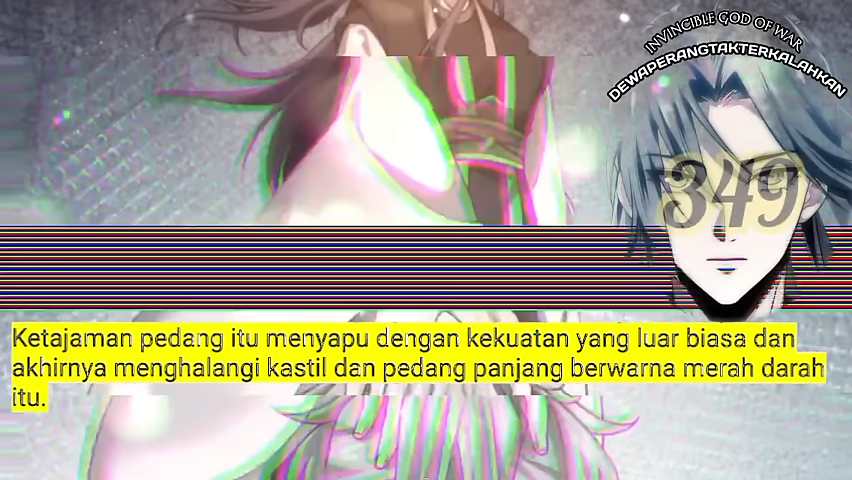 INVINCIBLE GOD OF WAR
DEWAPERANGTAKTERKALAHKAN
349
Ketajaman pedang itu menyapu dengan kekuatan yang luar biasa dan
akhirnya menghalangi kastil dan pedang panjang berwarna merah darah
itu.